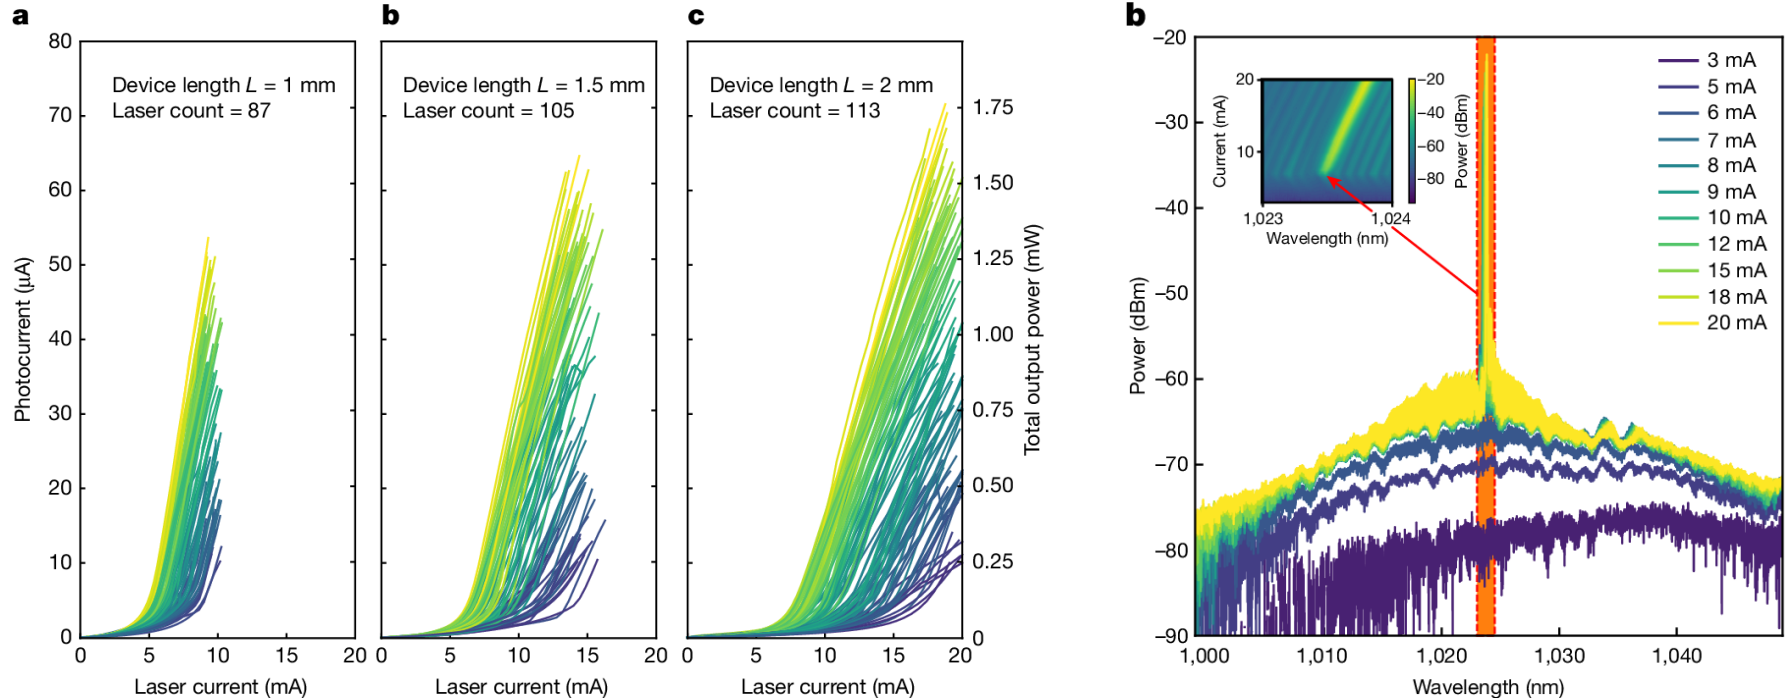 a
80
70
60
50
40
30
20
10
0
Photocurrent (µA)
Device length L = 1 mm
Laser count = 87
0 5 10 15 20
Laser current (mA)
b
Device length L = 1.5 mm
Laser count = 105
0 5 10 15 20
Laser current (mA)
c
Device length L = 2 mm
Laser count = 113
0 5 10 15 20
Laser current (mA)
1.75
1.50
1.25
1.00
0.75
0.50
0.25
0
Total output power (mW)
b
−20
−30
−40
−50
−60
−70
−80
−90
Power (dBm)
20
10
Current (mA)
1,023 1,024
Wavelength (nm)
−20
−40
−60
−80
Power (dBm)
3 mA
5 mA
6 mA
7 mA
8 mA
9 mA
10 mA
12 mA
15 mA
18 mA
20 mA
1,000 1,010 1,020 1,030 1,040
Wavelength (nm)